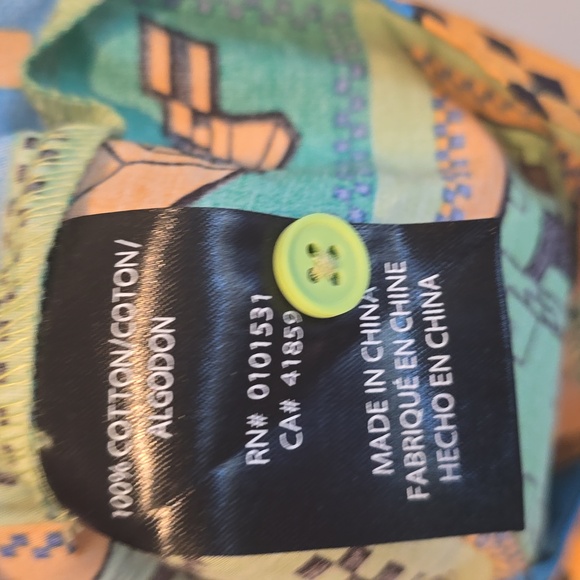 100% COTTON/COTON/
ALGODON
RN# 0101531
CA# 41859
MADE IN CHINA
FABRIQUÉ EN CHINE
HECHO EN CHINA